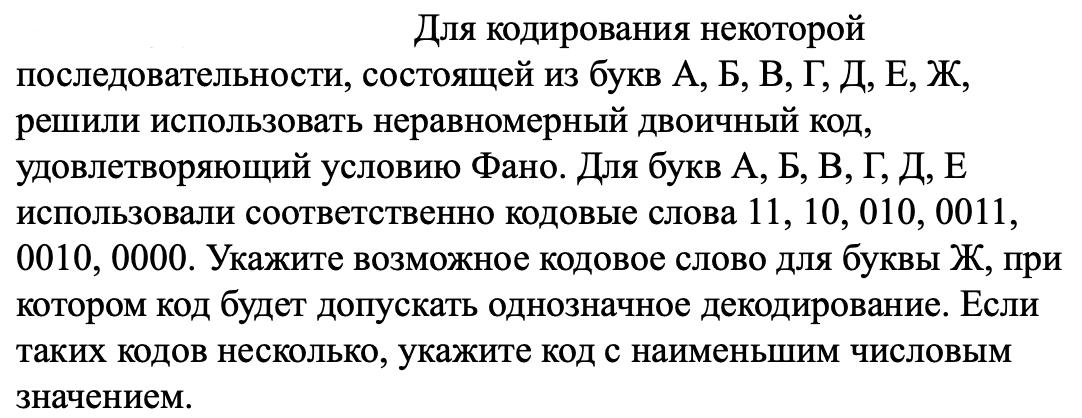 Для кодирования некоторой
последовательности, состоящей из букв А, Б, В, Г, Д, Е, Ж,
решили использовать неравномерный двоичный код,
удовлетворяющий условию Фано. Для букв А, Б, В, Г, Д, Е
использовали соответственно кодовые слова 11, 10, 010, 0011,
0010, 0000. Укажите возможное кодовое слово для буквы Ж, при
котором код будет допускать однозначное декодирование. Если
таких кодов несколько, укажите код с наименьшим числовым
значением.